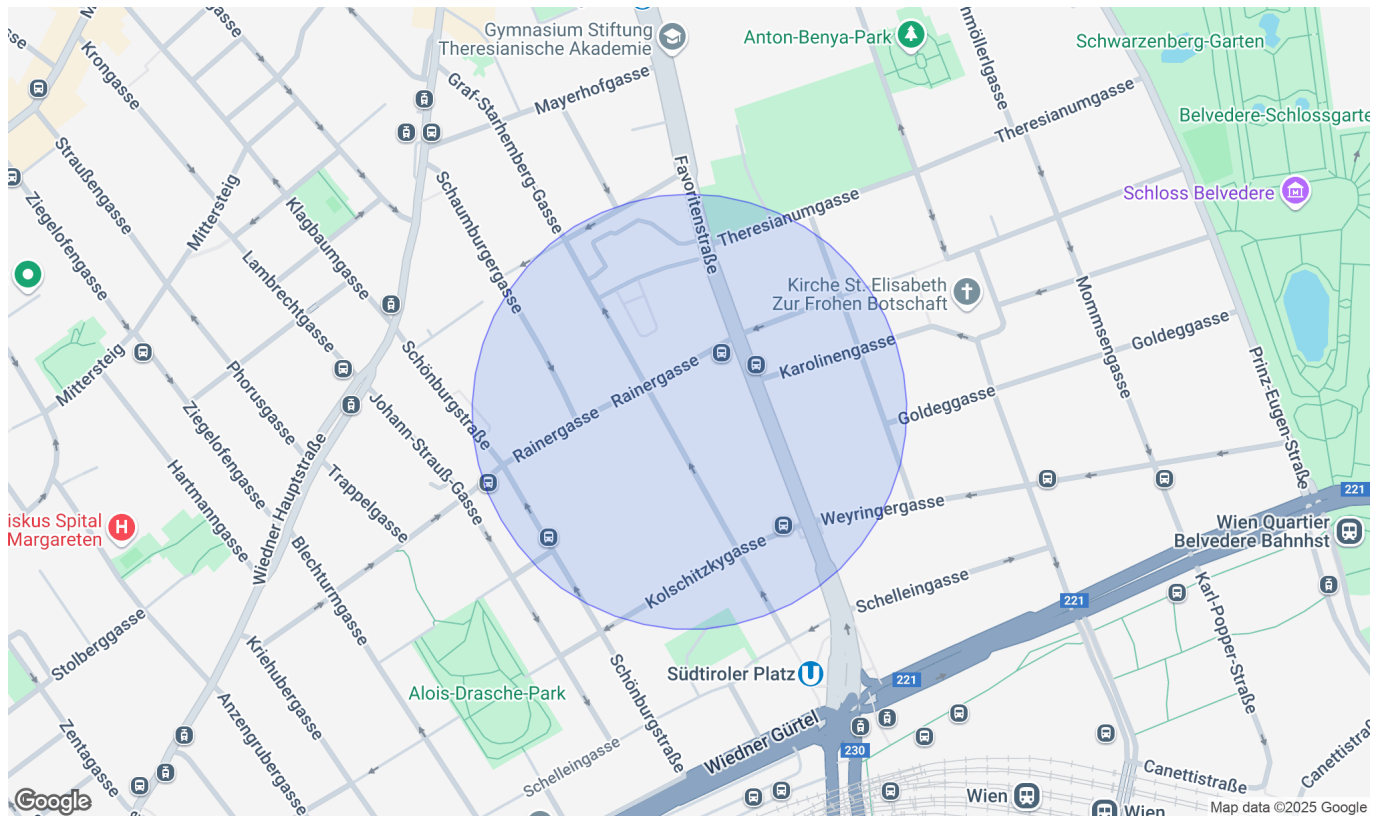 Gymnasium Stiftung
Theresianische Akademie
Anton-Benya-Park
Schwarzenberg-Garten
Krongasse
Graf-Starhemberg-Gasse
Mayerhofgasse
Theresianumgasse
Belvedere-Schlossgarte
Straußengasse
Ziegelofengasse
Mittersteig
Klagbaumgasse
Schaumburgergasse
Favoritenstraße
Theresianumgasse
Schloss Belvedere
Lambrechtgasse
Kirche St. Elisabeth
Zur Frohen Botschaft
Mommsengasse
Goldeggasse
Mittersteig
Phorusgasse
Schönburgstraße
Rainergasse
Karolinengasse
Prinz-Eugen-Straße
Johann-Strauß-Gasse
Rainergasse
Goldeggasse
Ziegelofengasse
Hartmanngasse
Wiedner Hauptstraße
Trappelgasse
Weyringergasse
221
iskus Spital
Margareten
H
Wien Quartier
Belvedere Bahnhst
Blechturmgasse
Kolschitzkygasse
Schelleingasse
221
Karl-Popper-Straße
Stolberggasse
Kriehubergasse
Alois-Drasche-Park
Schönburgstraße
Südtiroler Platz
U
221
Zentagasse
Anzengrubergasse
Schelleingasse
Wiedner Gürtel
230
Canettistraße
Wien
Wien
Google
Map data ©2025 Google